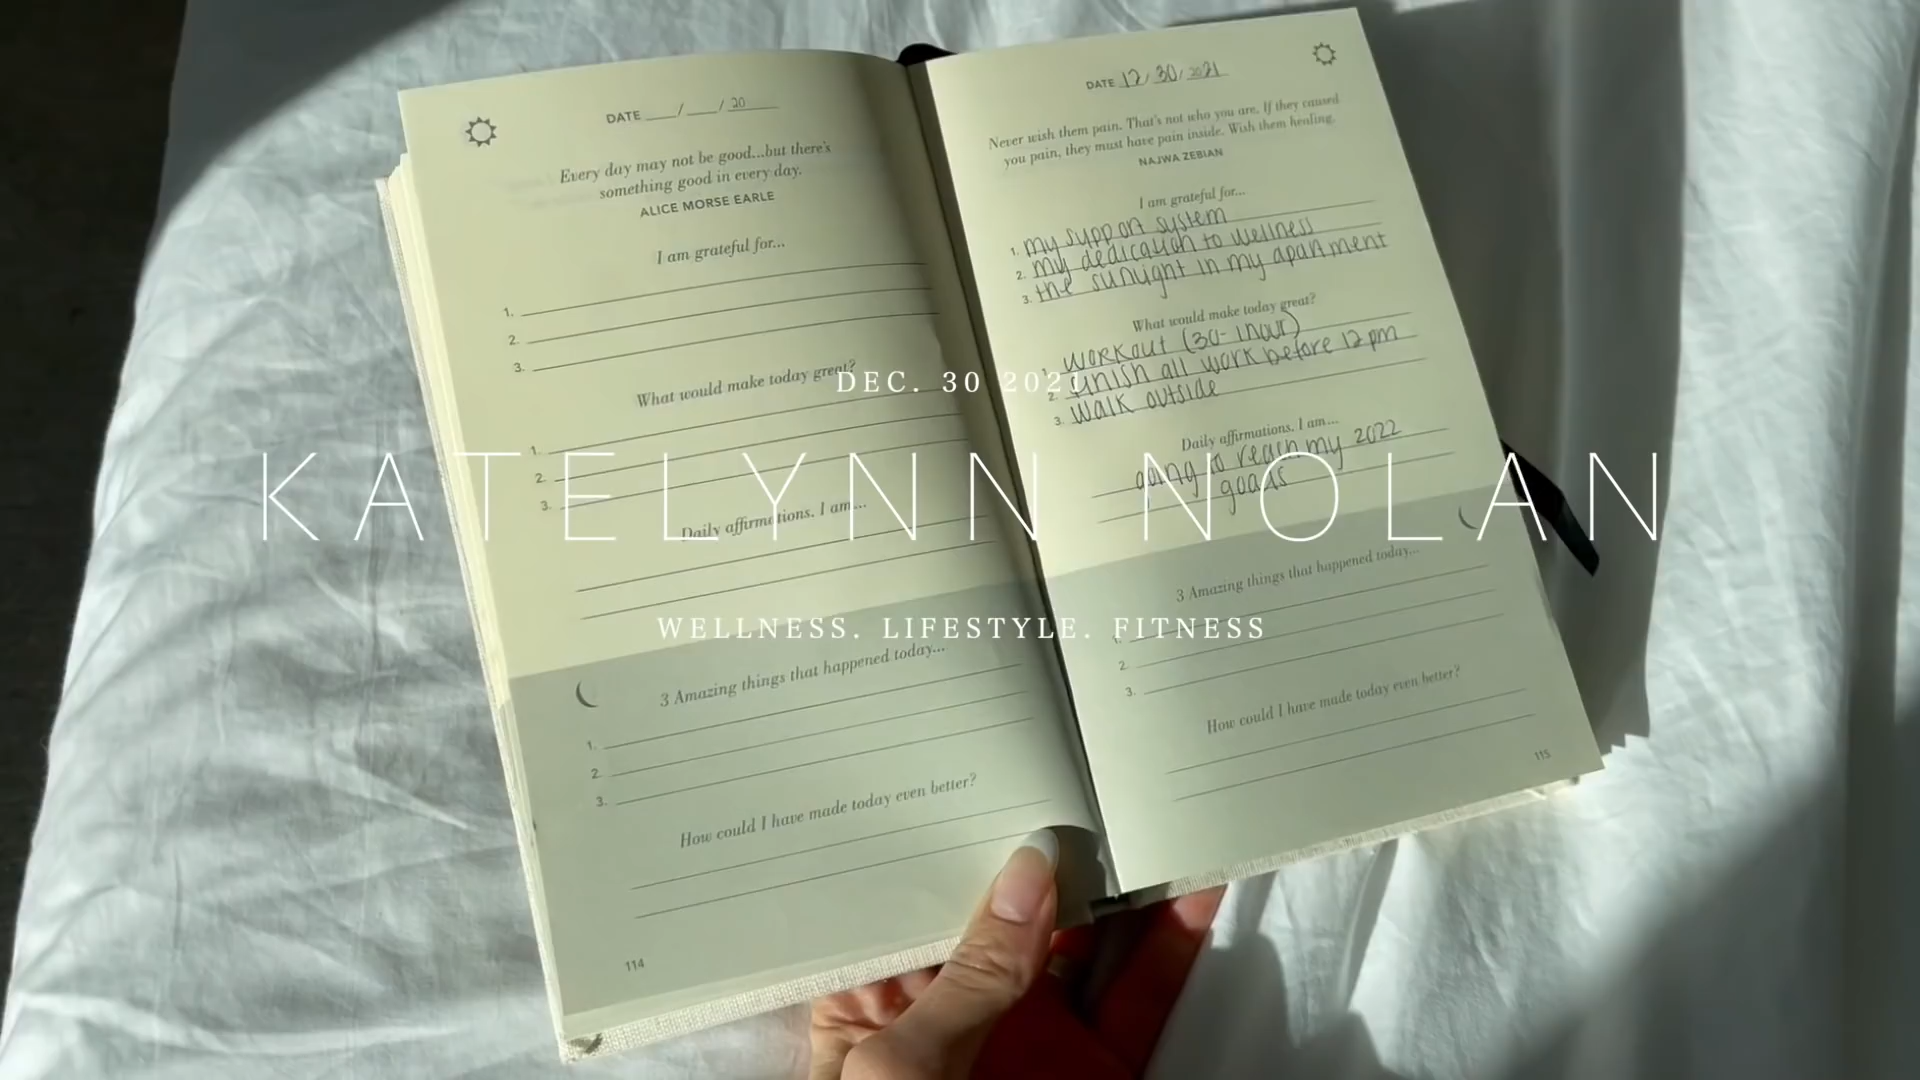 DATE ___/___/20___
Every day may not be good...but there's
something good in every day.
ALICE MORSE EARLE
I am grateful for...
1.
2.
3.
What would make today great?
1.
2.
3.
Daily affirmations. I am...
3 Amazing things that happened today...
1.
2.
3.
How could I have made today even better?
114
DATE 12/30/2021
Never wish them pain. That's not who you are. If they caused
you pain, they must have pain inside. Wish them healing.
NAJWA ZEBIAN
I am grateful for...
1. my support system
2. my dedication to wellness
3. the sunlight in my apartment
What would make today great?
1. workout (30-1 hour)
2. finish all work before 12pm
3. walk outside
Daily affirmations. I am...
going to reach my 2022
goals
3 Amazing things that happened today...
1.
2.
3.
How could I have made today even better?
115
DEC. 30 2021
KATELYNN NOLAN
WELLNESS. LIFESTYLE. FITNESS